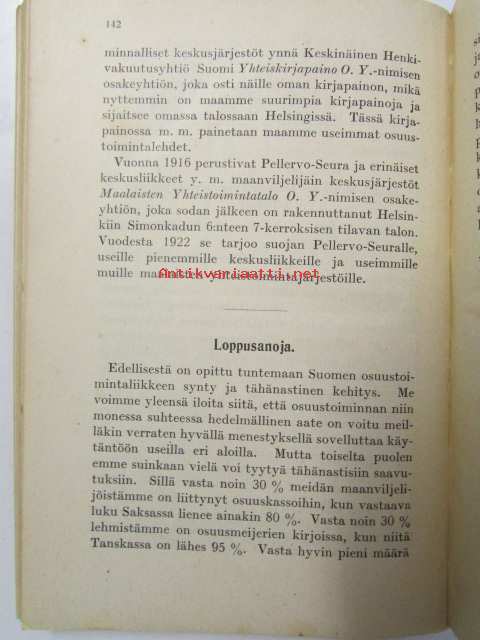 142
minnalliset keskusjärjestöt ynnä Keskinäinen Henki-
vakuutusyhtiö Suomi Yhteiskirjapaino O. Y.-nimisen
osakeyhtiön, joka osti näille oman kirjapainon, mikä
nyttemmin on maamme suurimpia kirjapainoja ja
sijaitsee omassa talossaan Helsingissä. Tässä kirja-
painossa m. m. painetaan maamme useimmat osuus-
toimintalehdet.
Vuonna 1916 perustivat Pellervo-Seura ja erinäiset
keskusliikkeet y. m. maanviljelijäin keskusjärjestöt
Maalaisten Yhteistoimintatalo O. Y.-nimisen osake-
yhtiön, joka sodan jälkeen on rakennuttanut Helsin-
kiin Simonkadun 6:nteen 7-kerroksisen tilavan talon.
Vuodesta 1922 se tarjoo suojan Pellervo-Seuralle,
useille pienemmille keskusliikkeille ja useimmille
muille maalaisten yhteistoimintajärjestöille.
Antikvariaatti.net
Loppusanoja.
Edellisestä on opittu tuntemaan Suomen osuustoi-
mintaliikkeen synty ja tähänastinen kehitys. Me
voimme yleensä iloita siitä, että osuustoiminnan niin
monessa suhteessa hedelmällinen aate on voitu meil-
läkin verraten hyvällä menestyksellä sovelluttaa käy-
täntöön useilla eri aloilla. Mutta toiselta puolen
emme suinkaan vielä voi tyytyä tähänastisiin saavu-
tuksiin. Sillä vasta noin 30 % meidän maanviljeli-
jöistämme on liittynyt osuuskassoihin, kun vastaava
luku Saksassa lienee ainakin 80 %. Vasta noin 30 %
lehmistämme on osuusmeijerien kirjoissa, kun niitä
Tanskassa on lähes 95 %. Vasta hyvin pieni määrä